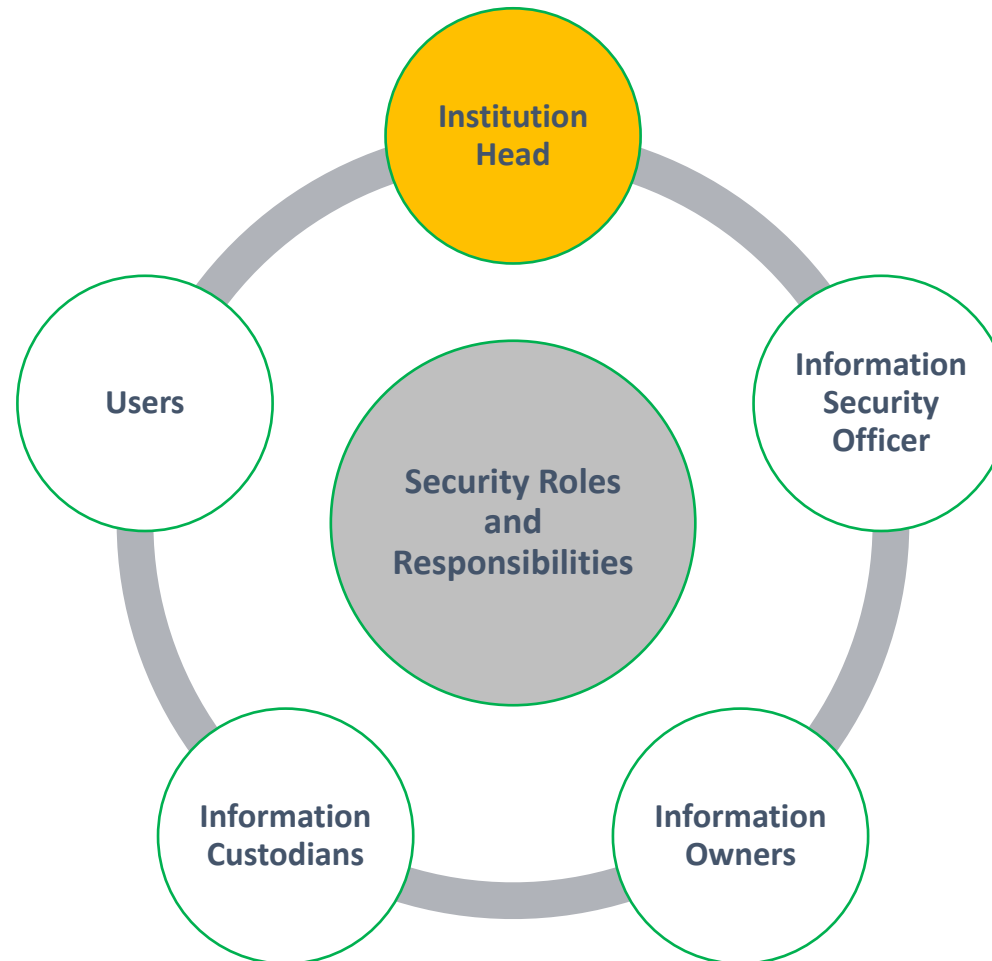 Institution
Head
Information
Security
Officer
Users
Security Roles
and
Responsibilities
Information
Custodians
Information
Owners